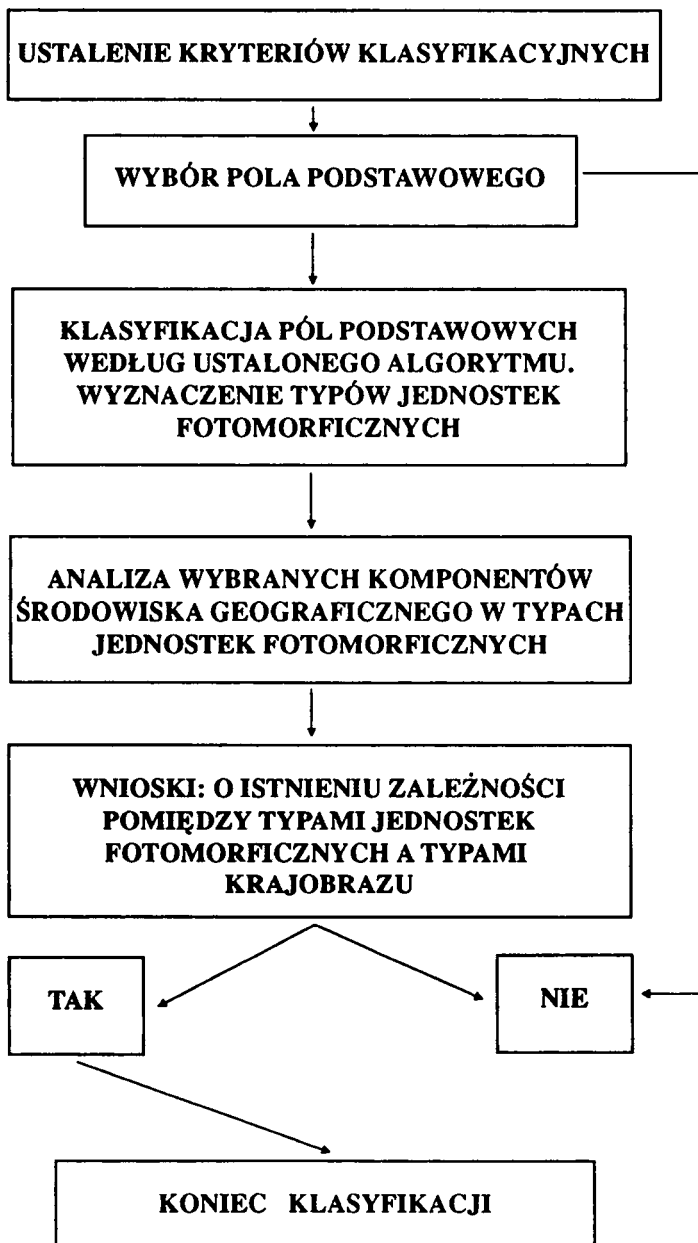 USTALENIE KRYTERIÓW KLASYFIKACYJNYCH
WYBÓR POLA PODSTAWOWEGO
KLASYFIKACJA PÓL PODSTAWOWYCH
WEDŁUG USTALONEGO ALGORYTMU.
WYZNACZENIE TYPÓW JEDNOSTEK
FOTOMORFICZNYCH
ANALIZA WYBRANYCH KOMPONENTÓW
ŚRODOWISKA GEOGRAFICZNEGO W TYPACH
JEDNOSTEK FOTOMORFICZNYCH
WNIOSKI: O ISTNIENIU ZALEŻNOŚCI
POMIĘDZY TYPAMI JEDNOSTEK
FOTOMORFICZNYCH A TYPAMI
KRAJOBRAZU
TAK
NIE
KONIEC KLASYFIKACJI